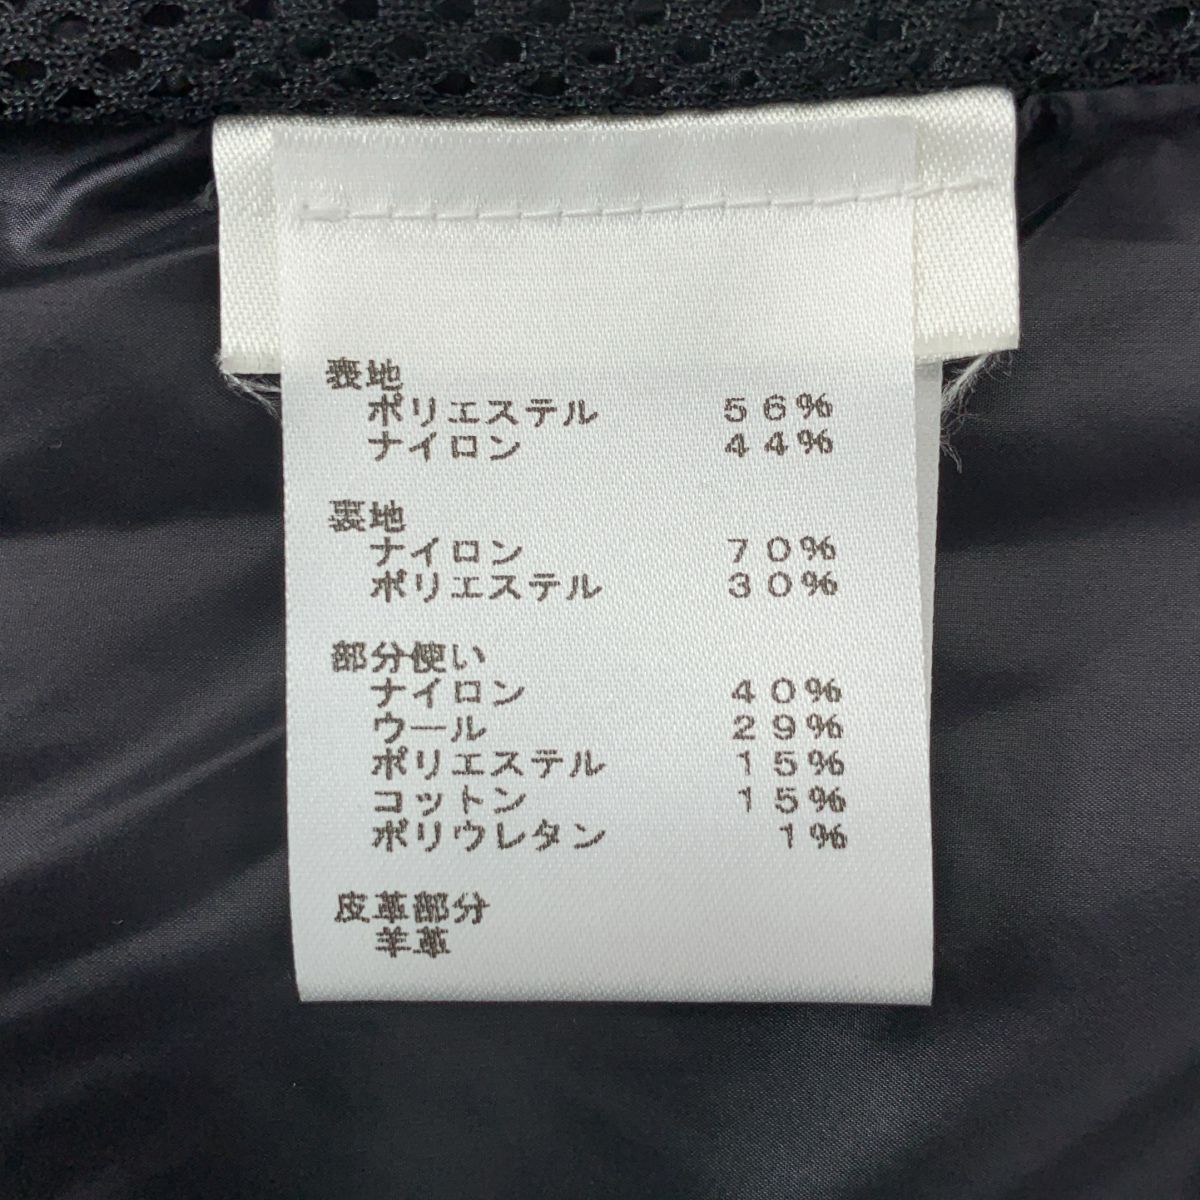 表地
ポリエステル 56%
ナイロン 44%
裏地
ナイロン 70%
ポリエステル 30%
部分使い
ナイロン 40%
ウール 29%
ポリエステル 15%
コットン 15%
ポリウレタン 1%
皮革部分
羊革